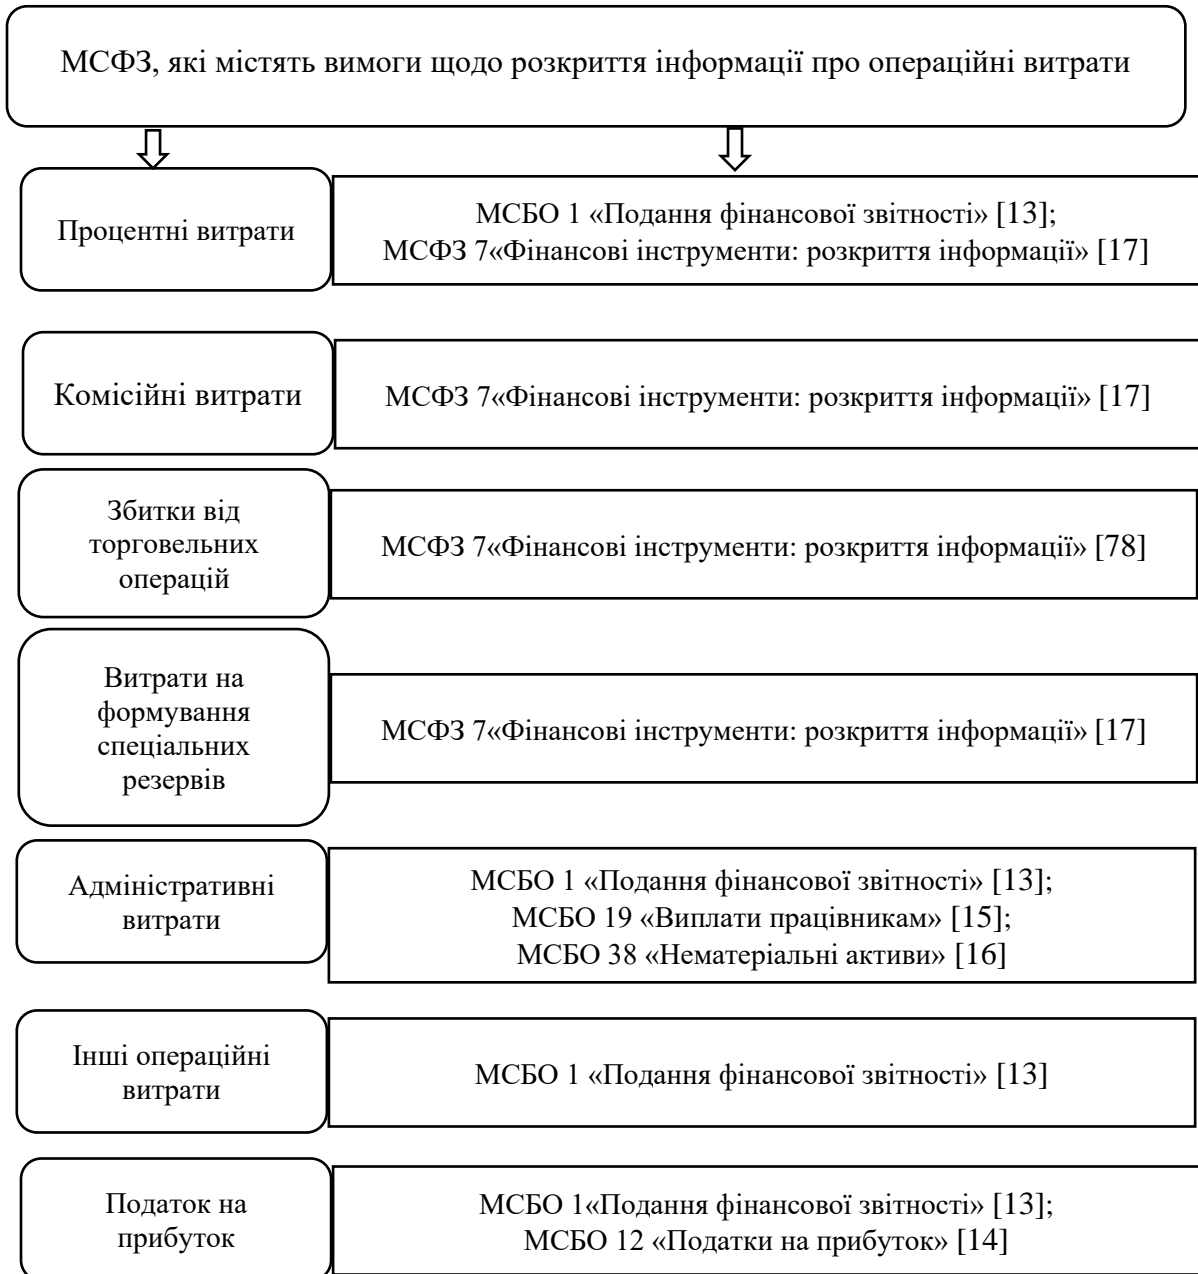 МСФЗ, які містять вимоги щодо розкриття інформації про операційні витрати
Процентні витрати
МСБО 1 «Подання фінансової звітності» [13];
МСФЗ 7«Фінансові інструменти: розкриття інформації» [17]
Комісійні витрати
МСФЗ 7«Фінансові інструменти: розкриття інформації» [17]
Збитки від
торговельних
операцій
МСФЗ 7«Фінансові інструменти: розкриття інформації» [78]
Витрати на
формування
спеціальних
резервів
МСФЗ 7«Фінансові інструменти: розкриття інформації» [17]
Адміністративні
витрати
МСБО 1 «Подання фінансової звітності» [13];
МСБО 19 «Виплати працівникам» [15];
МСБО 38 «Нематеріальні активи» [16]
Інші операційні
витрати
МСБО 1 «Подання фінансової звітності» [13]
Податок на
прибуток
МСБО 1«Подання фінансової звітності» [13];
МСБО 12 «Податки на прибуток» [14]